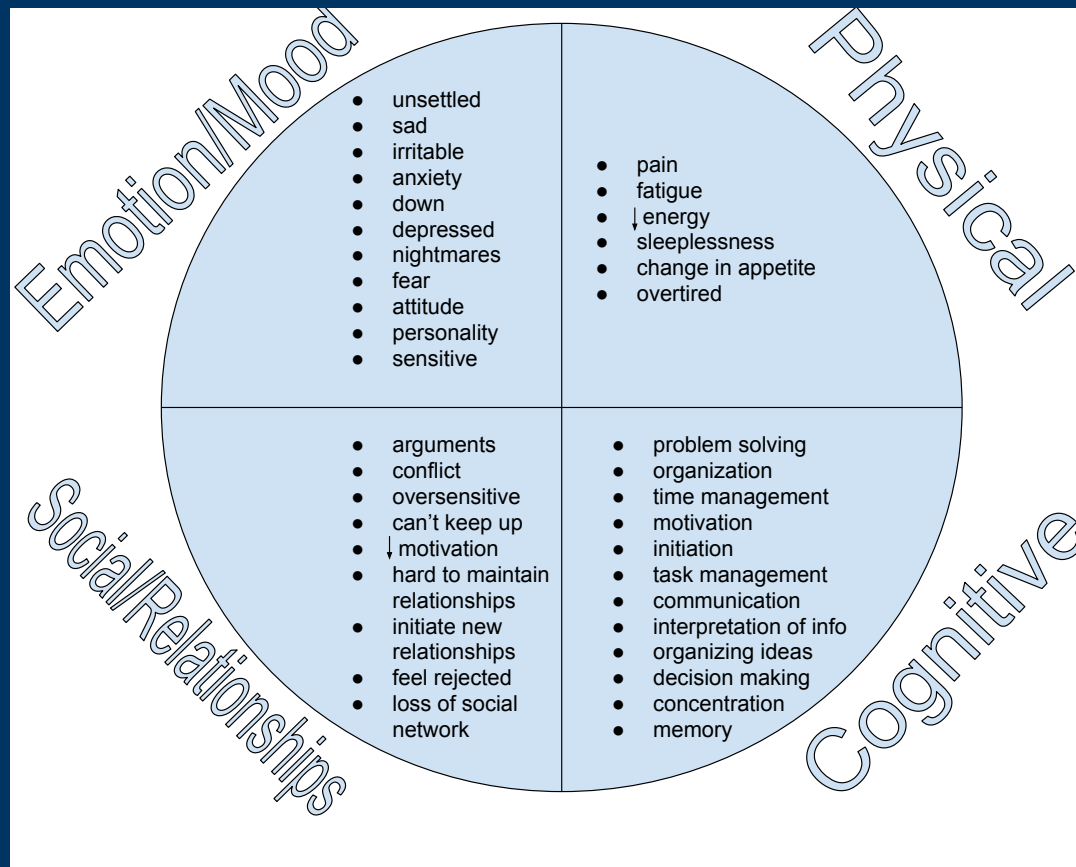 Emotion/Mood
● unsettled
● sad
● irritable
● anxiety
● down
● depressed
● nightmares
● fear
● attitude
● personality
● sensitive
Physical
● pain
● fatigue
● ↓energy
● sleeplessness
● change in appetite
● overtired
Social/Relationships
● arguments
● conflict
● oversensitive
● can’t keep up
● ↓motivation
● hard to maintain
relationships
● initiate new
relationships
● feel rejected
● loss of social
network
Cognitive
● problem solving
● organization
● time management
● motivation
● initiation
● task management
● communication
● interpretation of info
● organizing ideas
● decision making
● concentration
● memory